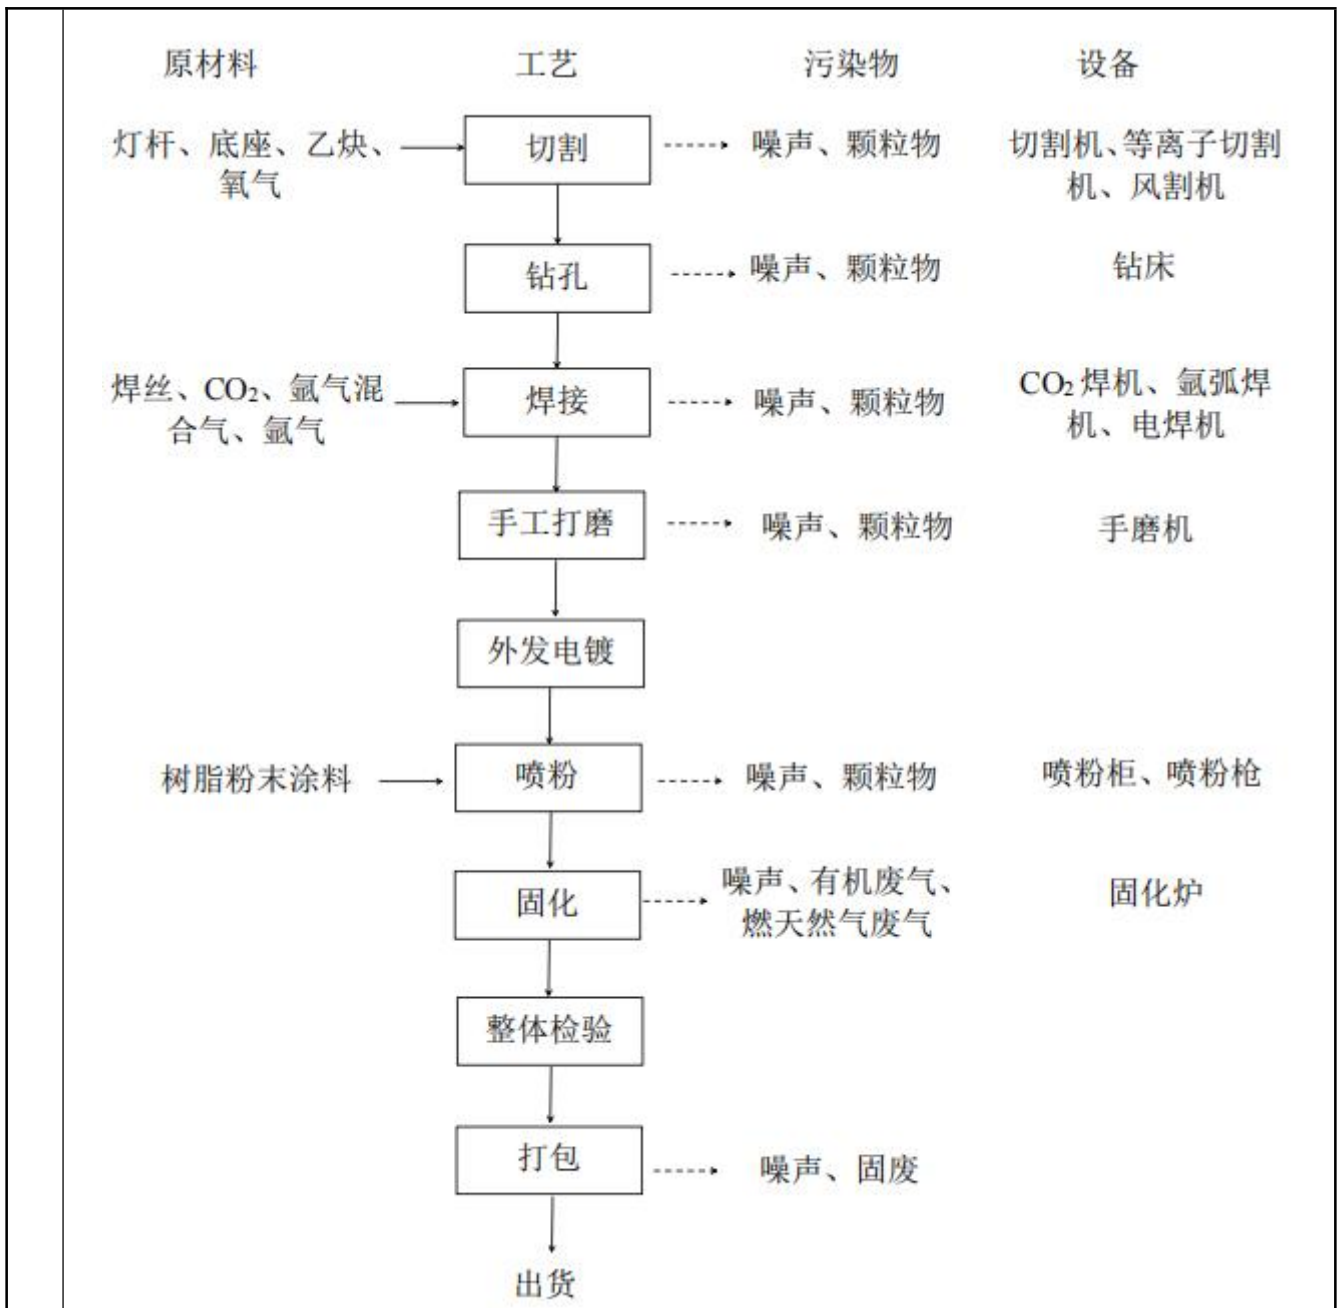 原材料 工艺 污染物 设备
灯杆、底座、乙炔、 切割 噪声、颗粒物 切割机、等离子切割
氧气 机、风割机
钻孔 噪声、颗粒物 钻床
焊丝、CO₂、氩气混 焊接 噪声、颗粒物 CO₂焊机、氩弧焊
合气、氩气 机、电焊机
手工打磨 噪声、颗粒物 手磨机
外发电镀
树脂粉末涂料 喷粉 噪声、颗粒物 喷粉柜、喷粉枪
固化 噪声、有机废气、 固化炉
燃天然气废气
整体检验
打包 噪声、固废
出货